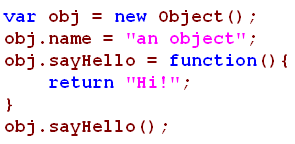 var obj = new Object();
obj.name = "an object";
obj.sayHello = function(){
    return "Hi!";
}
obj.sayHello();